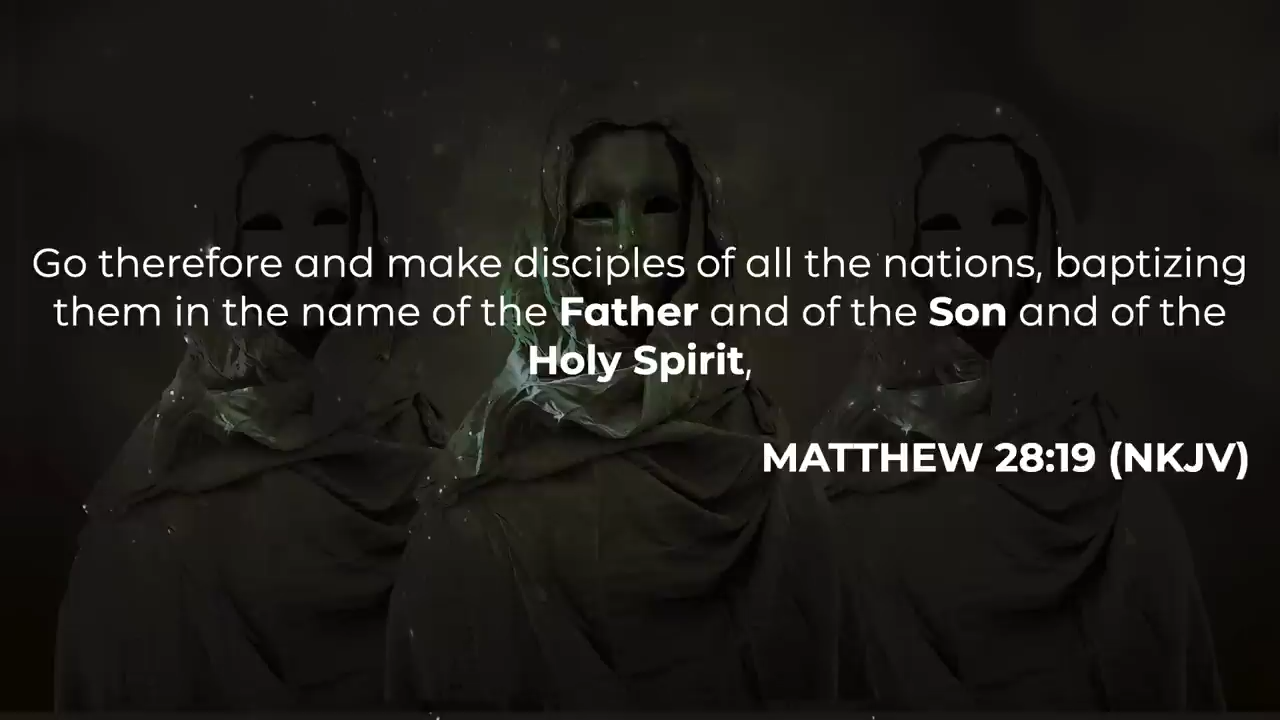 Go therefore and make disciples of all the nations, baptizing
them in the name of the Father and of the Son and of the
Holy Spirit,
MATTHEW 28:19 (NKJV)